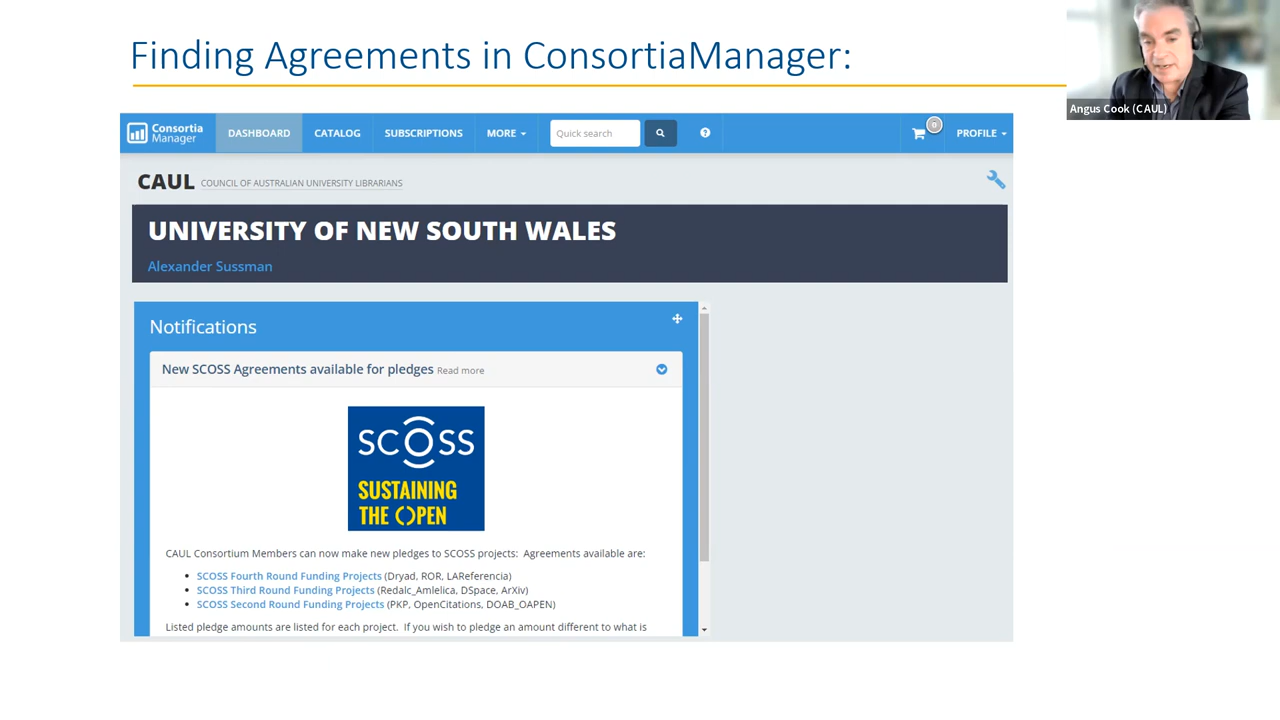 Finding Agreements in ConsortiaManager:
Angus Cook (CAUL)
Consortia Manager
DASHBOARD
CATALOG
SUBSCRIPTIONS
MORE
Quick search
0
PROFILE
CAUL COUNCIL OF AUSTRALIAN UNIVERSITY LIBRARIANS
UNIVERSITY OF NEW SOUTH WALES
Alexander Sussman
Notifications
New SCOSS Agreements available for pledges Read more
SCOSS
SUSTAINING
THE OPEN
CAUL Consortium Members can now make new pledges to SCOSS projects: Agreements available are:
• SCOSS Fourth Round Funding Projects (Dryad, ROR, LAReferencia)
• SCOSS Third Round Funding Projects (Redalc_Amlelica, DSpace, ArXiv)
• SCOSS Second Round Funding Projects (PKP, OpenCitations, DOAB_OAPEN)
Listed pledge amounts are listed for each project. If you wish to pledge an amount different to what is